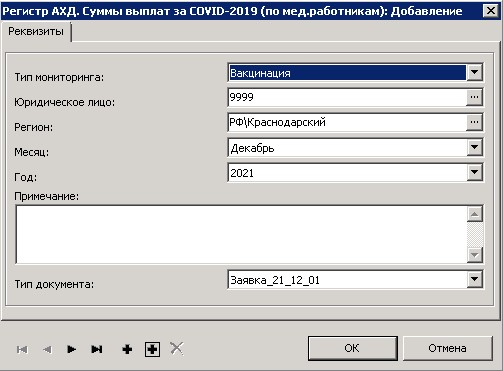 Регистр АХД. Суммы выплат за COVID-2019 (по мед.работникам): Добавление
Реквизиты
Тип мониторинга: Вакцинация
Юридическое лицо: 9999 ...
Регион: РФ\Краснодарский ...
Месяц: Декабрь
Год: 2021
Примечание:
Тип документа: Заявка_21_12_01
ОК Отмена